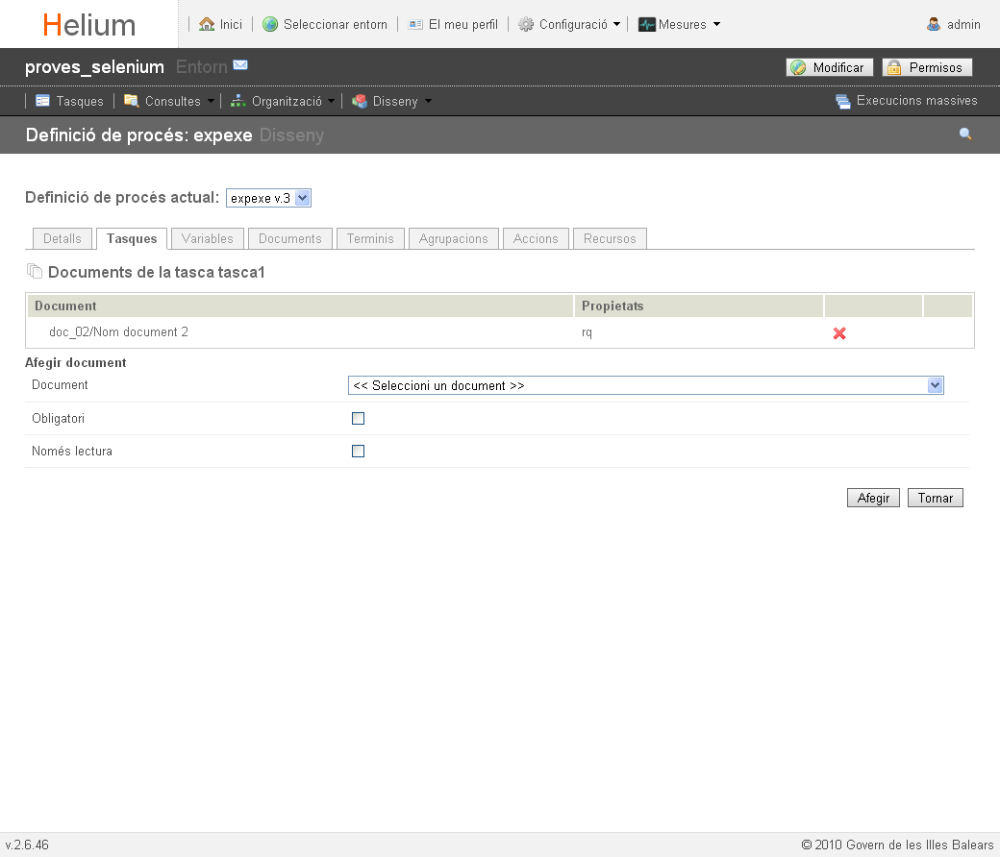 Helium Inici Seleccionar entorn El meu perfil Configuració Mesures admin
proves_selenium Entorn Modificar Permisos
Tasques Consultes Organització Disseny Execucions massives
Definició de procés: expexe Disseny
Definició de procés actual: expexe v.3
Detalls Tasques Variables Documents Terminis Agrupacions Accions Recursos
Documents de la tasca tasca1
Document Propietats
doc_02/Nom document 2 rq
Afegir document
Document << Seleccioni un document >>
Obligatori
Només lectura
Afegir Tornar
v.2.6.46 © 2010 Govern de les Illes Balears